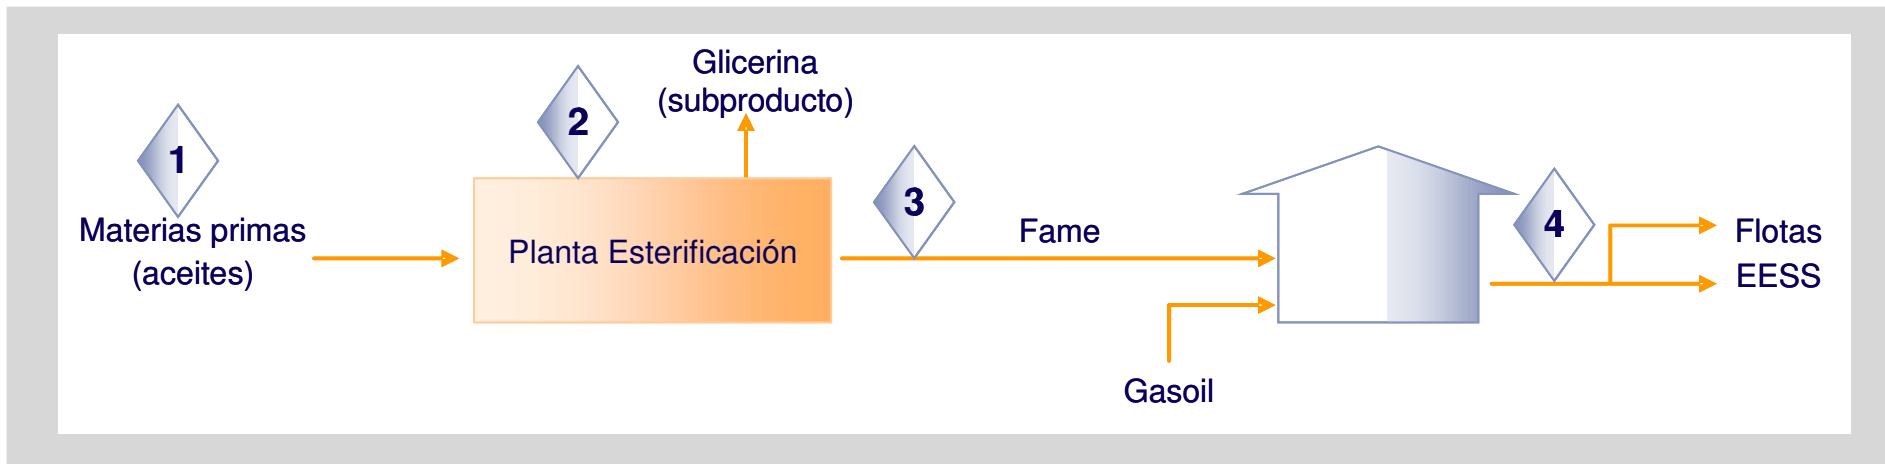 1
Materias primas
(aceites)
2
Glicerina
(subproducto)
Planta Esterificación
3
Fame
Gasoil
4
Flotas
EESS